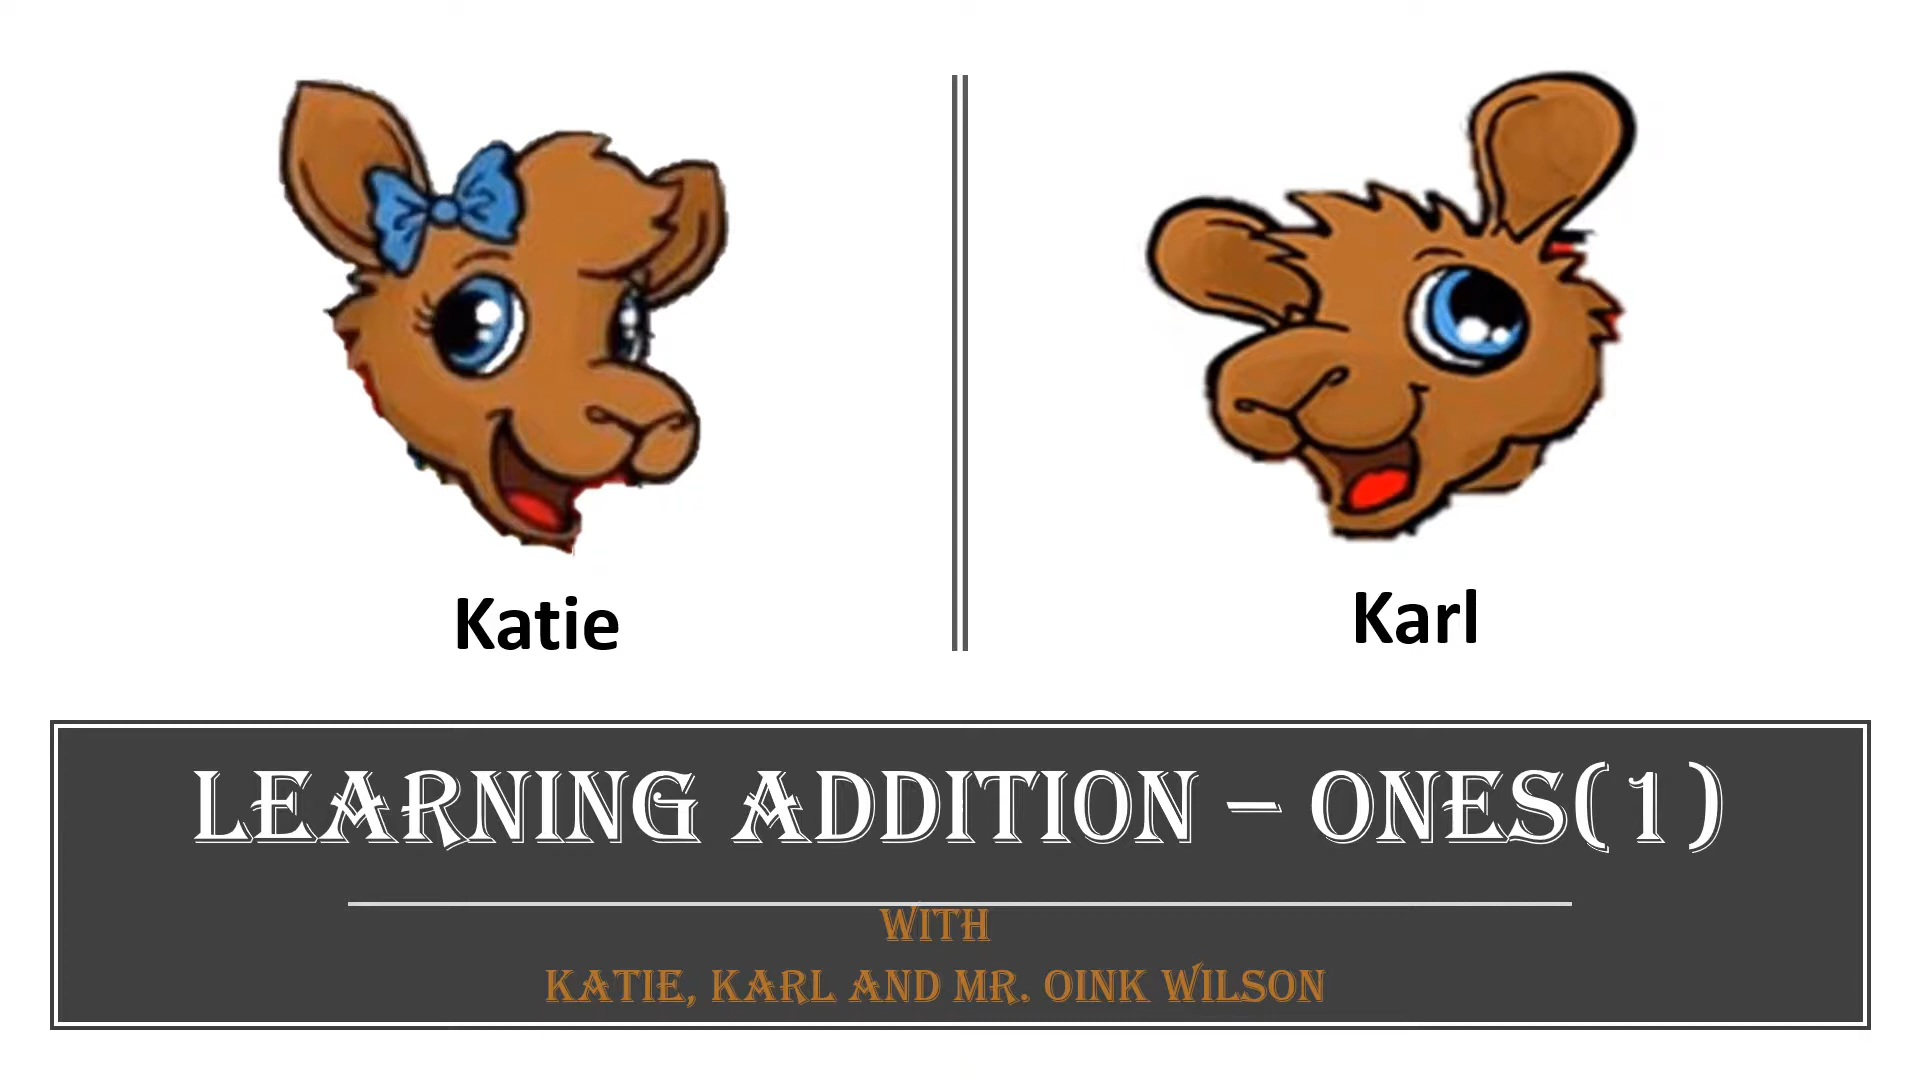 Katie
Karl
LEARNING ADDITION – ONES(1)
WITH
KATIE, KARL AND MR. OINK WILSON